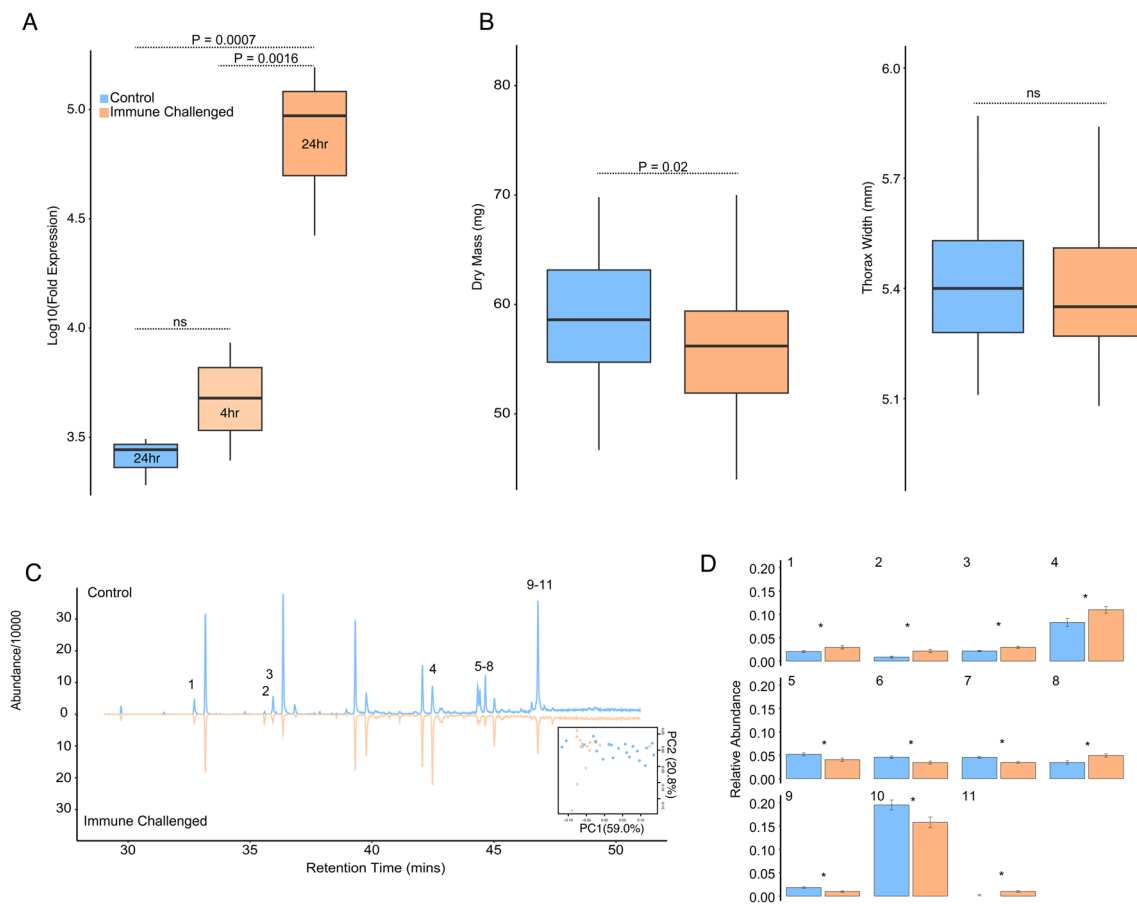 A
P = 0.0007
P = 0.0016
Control
Immune Challenged
5.0
4.5
4.0
3.5
Log10(Fold Expression)
24hr
ns
4hr
24hr
B
80
70
60
50
Dry Mass (mg)
P = 0.02
6.0
5.7
5.4
5.1
Thorax Width (mm)
ns
C
Control
Immune Challenged
Abundance/10000
30
20
10
0
10
20
30
1
2
3
4
5-8
9-11
30
35
40
45
50
Retention Time (mins)
PC1(59.0%)
PC2 (20.8%)
D
Relative Abundance
0.20
0.15
0.10
0.05
0.00
1
2
3
4
*
*
*
*
0.20
0.15
0.10
0.05
0.00
5
6
7
8
*
*
*
*
0.20
0.15
0.10
0.05
0.00
9
10
11
*
*
*